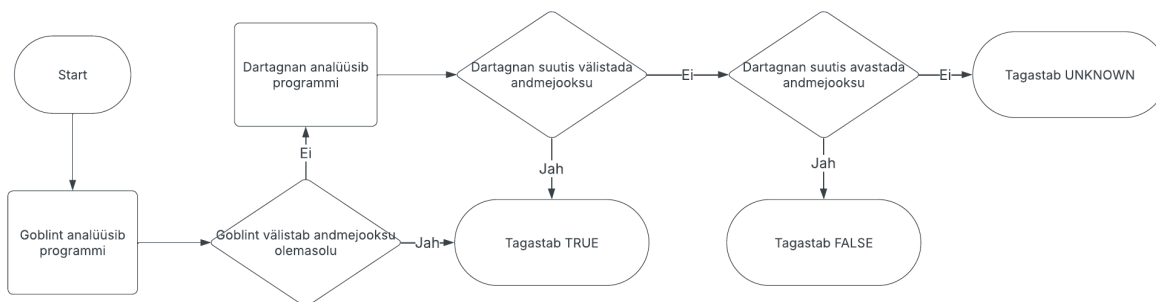 Start
Goblint analüüsib
programmi
Goblint välistab andmejooksu
olemasolu
Ei
Jah
Dartagnan analüüsib
programmi
Dartagnan suutis välistada
andmejooksu
Jah
Tagastab TRUE
Ei
Dartagnan suutis avastada
andmejooksu
Jah
Tagastab FALSE
Ei
Tagastab UNKNOWN